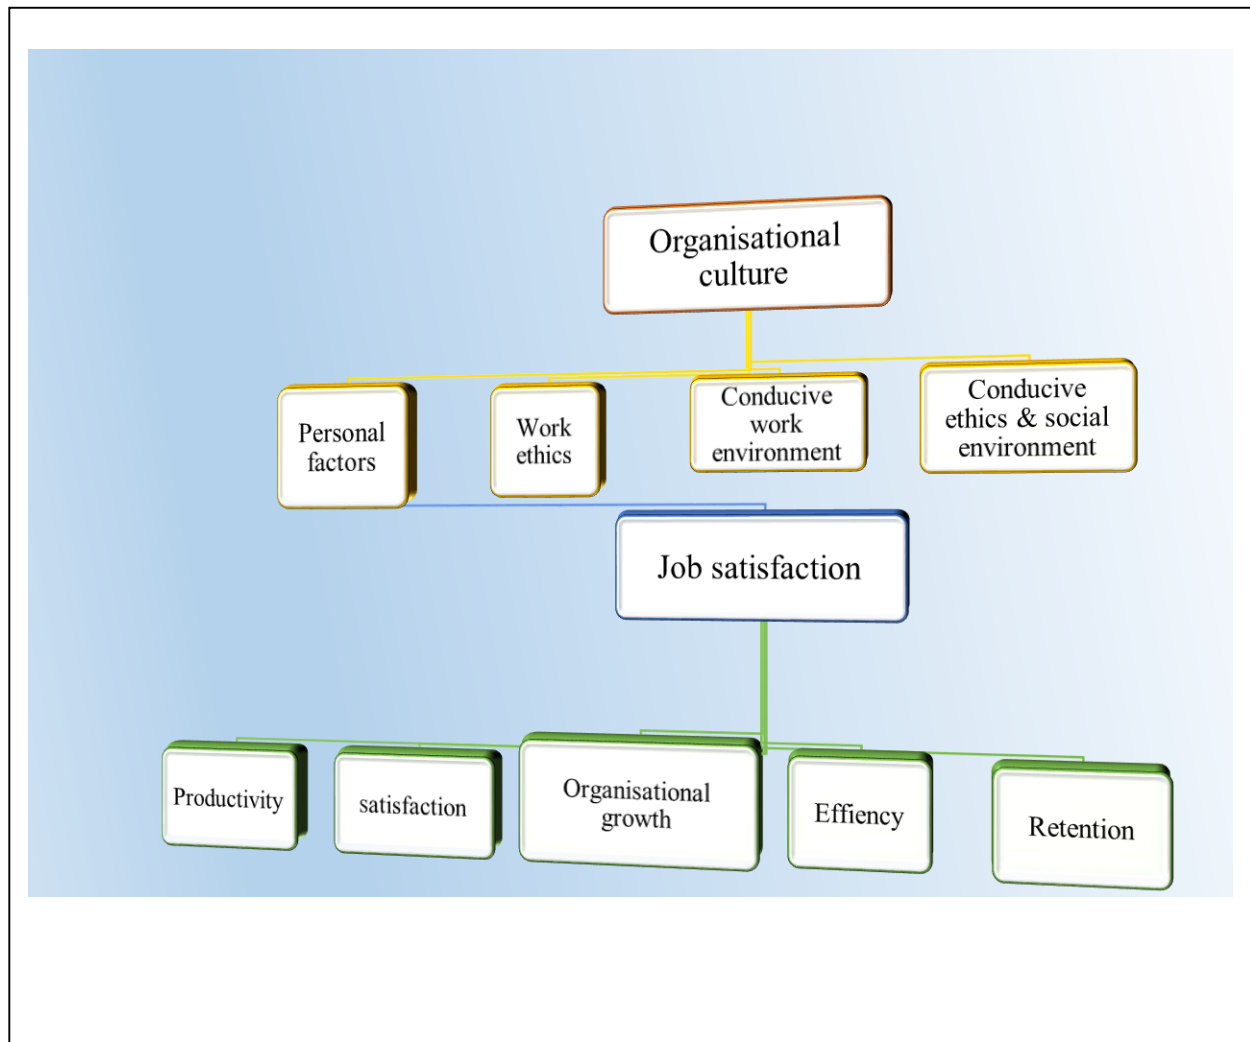 Organisational
culture
Personal
factors
Work
ethics
Conducive
work
environment
Conducive
ethics & social
environment
Job satisfaction
Productivity
satisfaction
Organisational
growth
Effiency
Retention